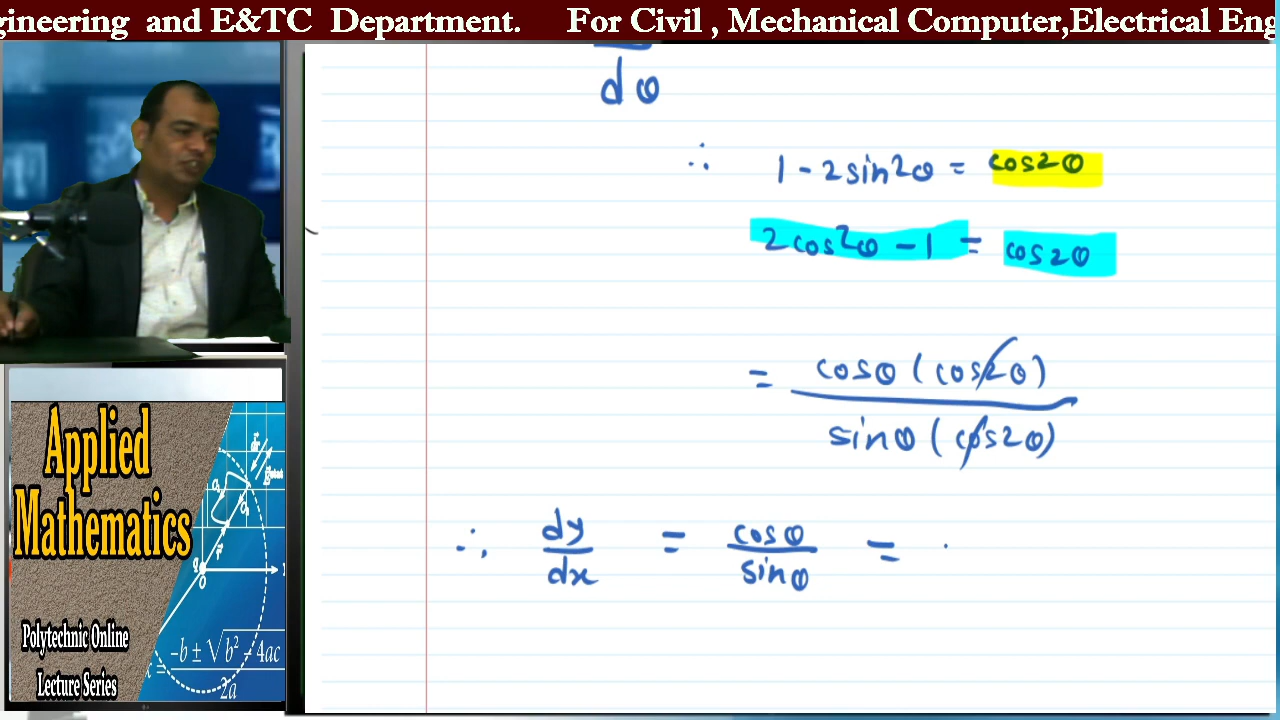 gineering and E&TC Department. For Civil , Mechanical Computer,Electrical Eng
dθ
∴ 1 - 2sin²θ = cos2θ
2cos²θ - 1 = cos2θ
= cosθ (cos2θ)
sinθ (cos2θ)
∴ dy/dx = cosθ/sinθ =
Applied
Mathematics
Polytechnic Online
Lecture Series
x = -b ± √b² - 4ac
2a